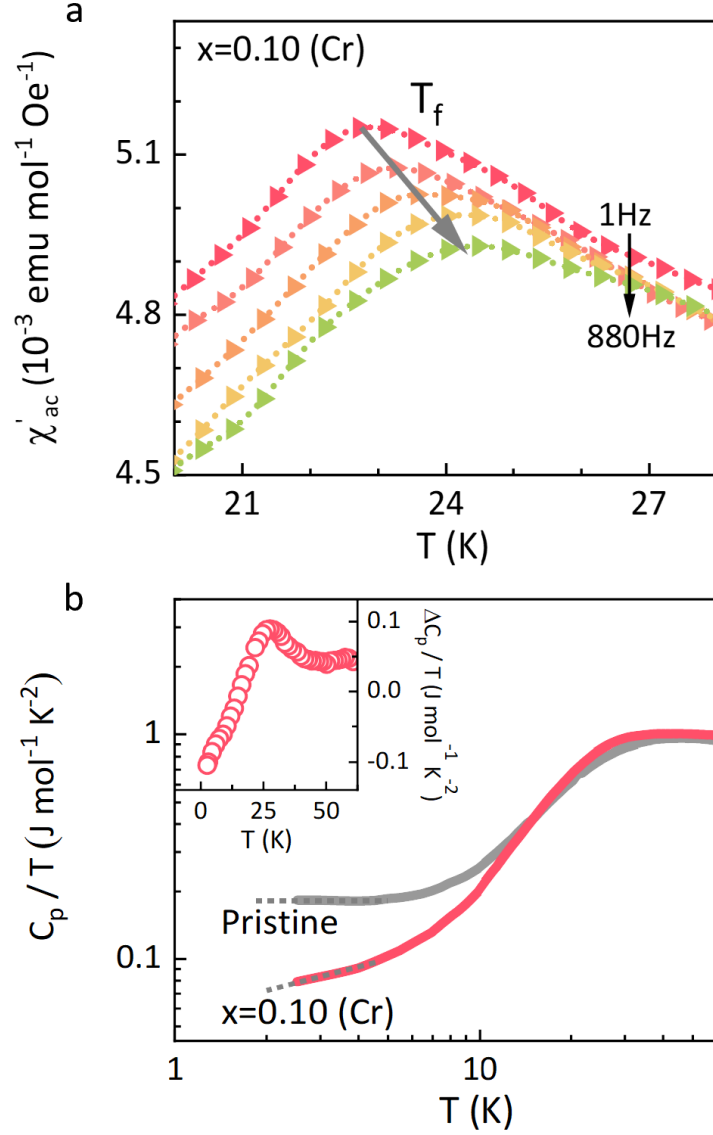 a
x=0.10 (Cr)
T_f
5.1
4.8
4.5
1Hz
880Hz
χ'_ac (10^-3 emu mol^-1 Oe^-1)
21 24 27
T (K)
b
0.1
0.0
-0.1
ΔC_p / T (J mol^-1 K^-2)
0 25 50
T (K)
1
0.1
C_p / T (J mol^-1 K^-2)
Pristine
x=0.10 (Cr)
1 10
T (K)